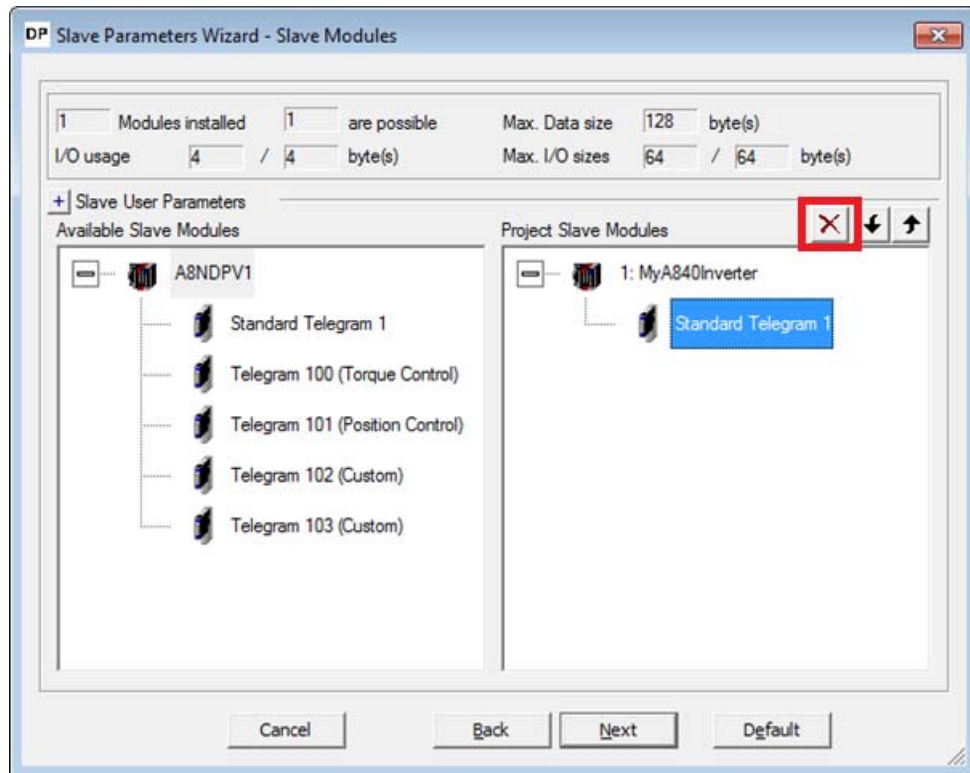 DP Slave Parameters Wizard - Slave Modules
1 Modules installed 1 are possible Max. Data size 128 byte(s)
I/O usage 4 / 4 byte(s) Max. I/O sizes 64 / 64 byte(s)
+ Slave User Parameters
Available Slave Modules
A8NDPV1
Standard Telegram 1
Telegram 100 (Torque Control)
Telegram 101 (Position Control)
Telegram 102 (Custom)
Telegram 103 (Custom)
Project Slave Modules
1: MyA840Inverter
Standard Telegram 1
Cancel Back Next Default